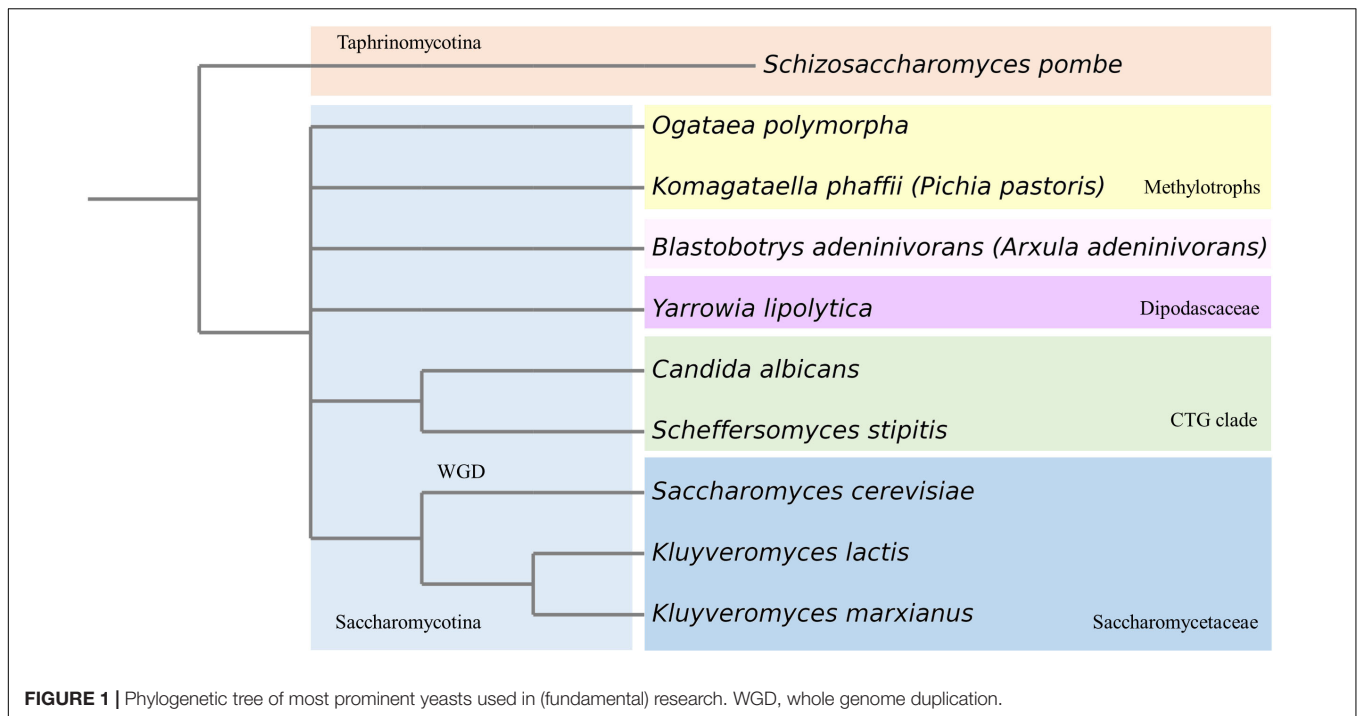 Taphrinomycotina
Schizosaccharomyces pombe
Ogataea polymorpha
Komagataella phaffii (Pichia pastoris)
Methylotrophs
Blastobotrys adeninivorans (Arxula adeninivorans)
Yarrowia lipolytica
Dipodascaceae
Candida albicans
CTG clade
Scheffersomyces stipitis
WGD
Saccharomyces cerevisiae
Kluyveromyces lactis
Kluyveromyces marxianus
Saccharomycotina
Saccharomycetaceae
FIGURE 1 | Phylogenetic tree of most prominent yeasts used in (fundamental) research. WGD, whole genome duplication.